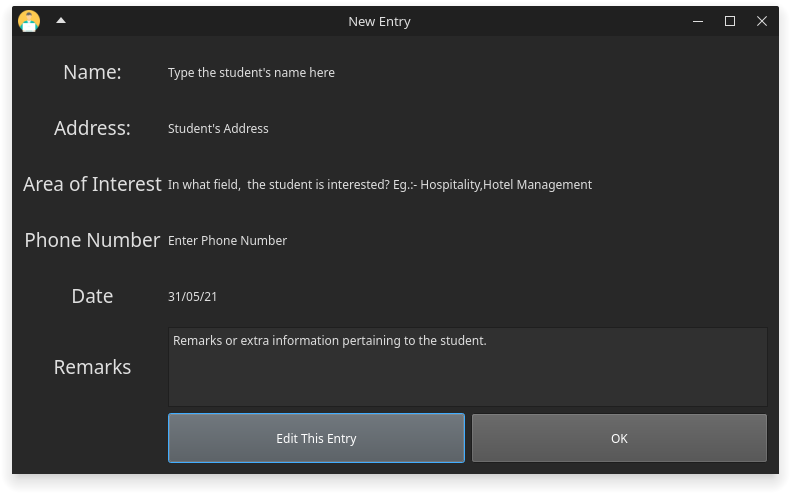 New Entry
Name: Type the student's name here
Address: Student's Address
Area of Interest In what field,  the student is interested? Eg.:- Hospitality,Hotel Management
Phone Number Enter Phone Number
Date 31/05/21
Remarks or extra information pertaining to the student.
Remarks
Edit This Entry OK